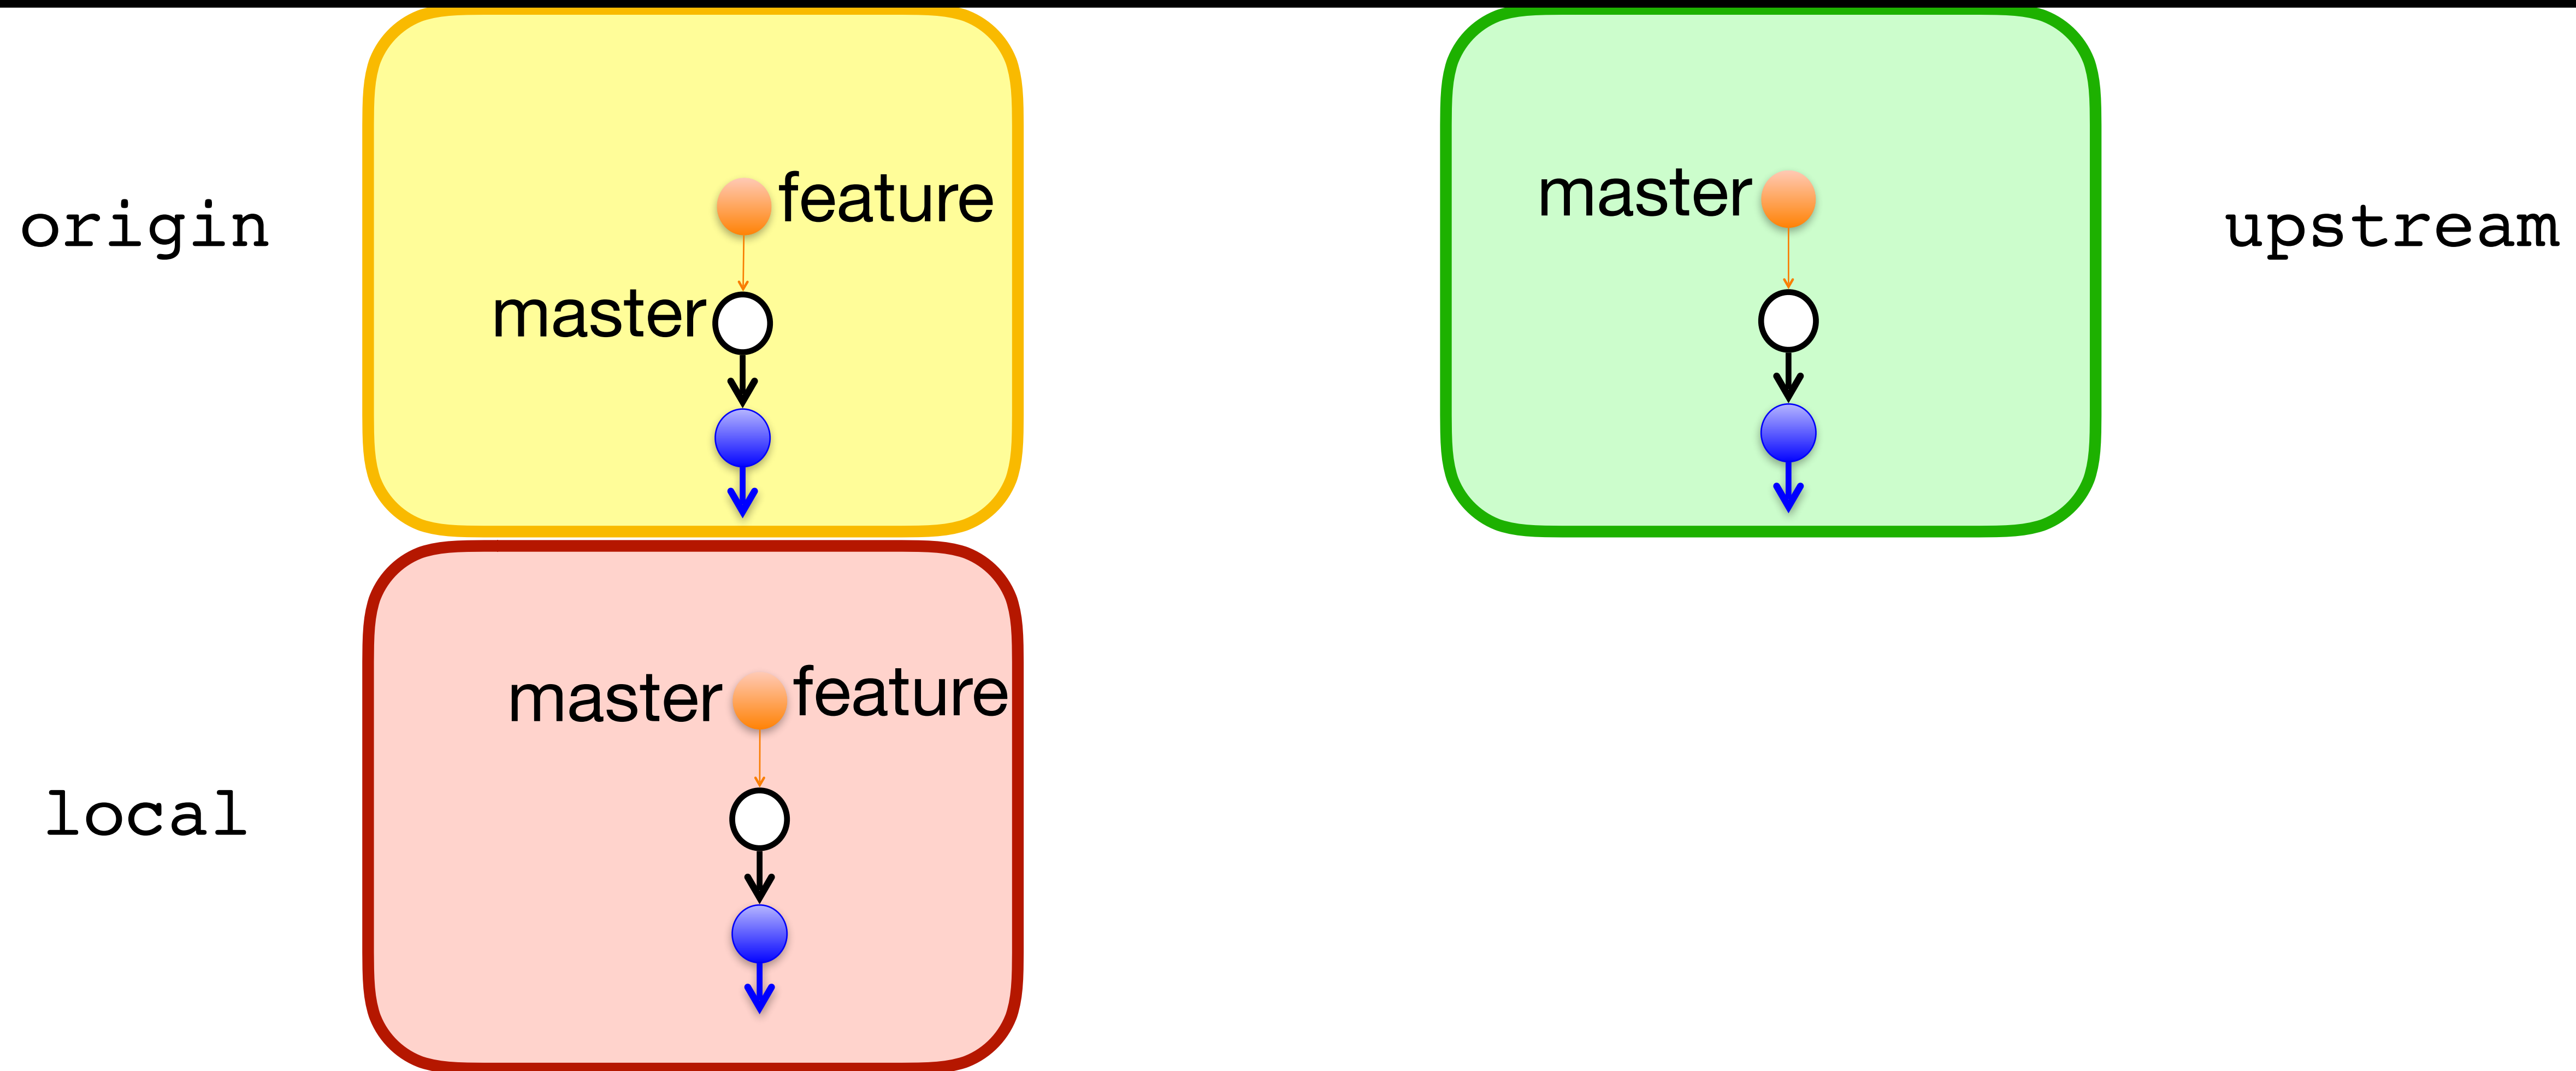 origin
feature
master
master
upstream
local
master feature